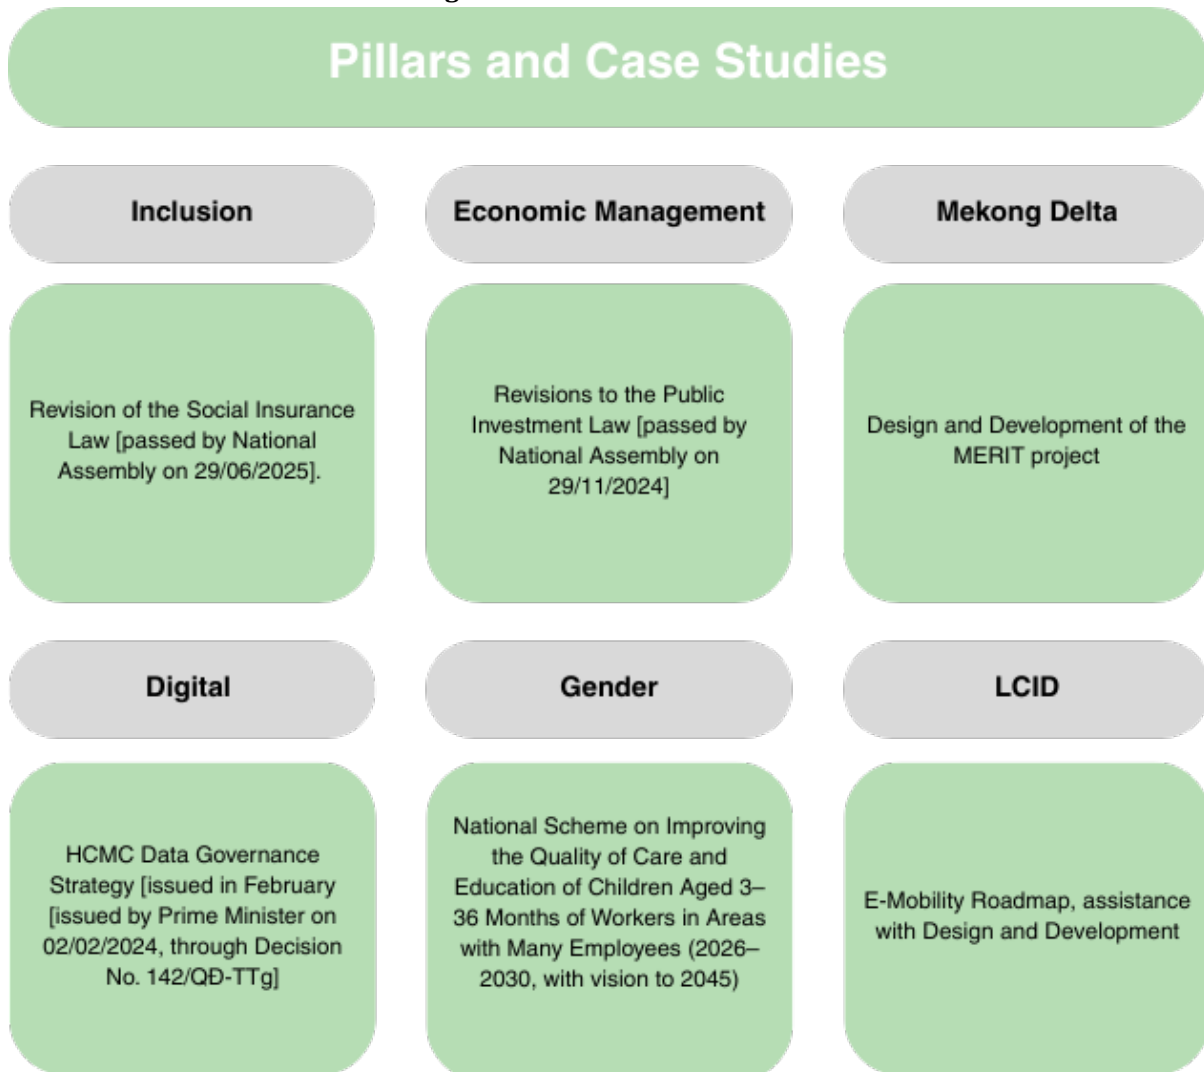 Pillars and Case Studies
Inclusion
Economic Management
Mekong Delta
Revision of the Social Insurance
Law [passed by National
Assembly on 29/06/2025].
Revisions to the Public
Investment Law [passed by
National Assembly on
29/11/2024]
Design and Development of the
MERIT project
Digital
Gender
LCID
HCMC Data Governance
Strategy [issued in February
[issued by Prime Minister on
02/02/2024, through Decision
No. 142/QĐ-TTg]
National Scheme on Improving
the Quality of Care and
Education of Children Aged 3–
36 Months of Workers in Areas
with Many Employees (2026–
2030, with vision to 2045)
E-Mobility Roadmap, assistance
with Design and Development